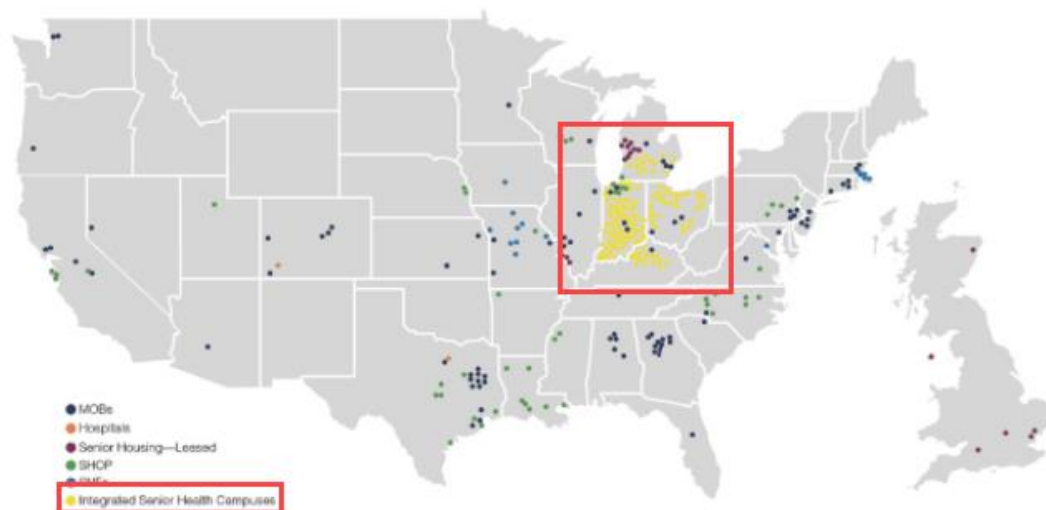 MOBs
Hospitals
Senior Housing—Leased
SHOP
Integrated Senior Health Campuses